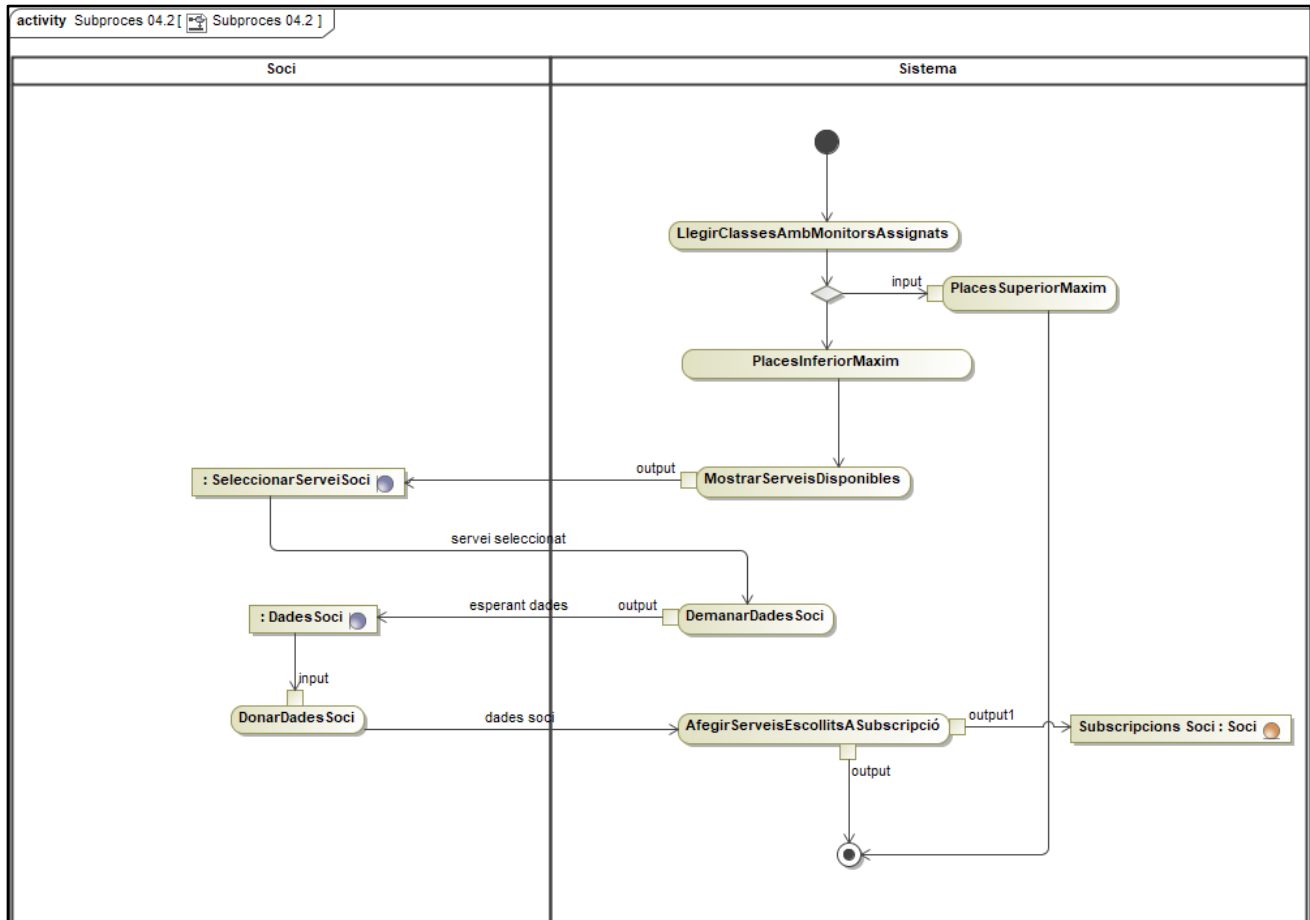 activity Subproces 04.2 [ Subproces 04.2 ]
Soci
Sistema
LlegirClassesAmbMonitorsAssignats
input
PlacesSuperiorMaxim
PlacesInferiorMaxim
: SeleccionarServeiSoci
output
MostrarServeisDisponibles
servei seleccionat
: DadesSoci
esperant dades
output
DemanarDadesSoci
input
DonarDadesSoci
dades soci
AfegirServeisEscollitsASubscripció
output1
Subscripcions Soci : Soci
output